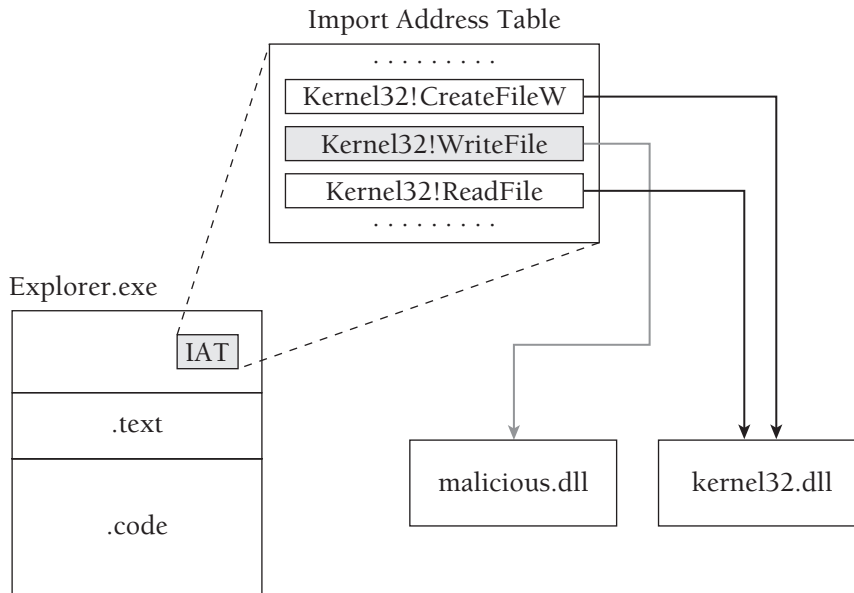 Import Address Table
. . . . . . . . .
Kernel32!CreateFileW
Kernel32!WriteFile
Kernel32!ReadFile
. . . . . . . . .
Explorer.exe
IAT
.text
.code
malicious.dll
kernel32.dll